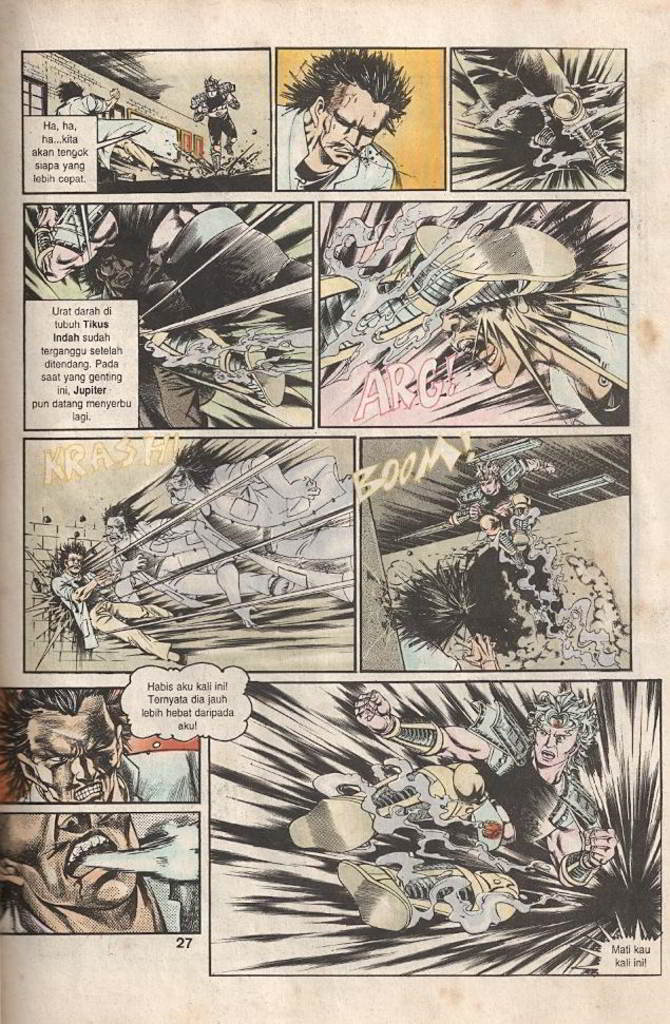 Ha, ha,
ha...kita
akan tengok
siapa yang
lebih cepat.
Urat darah di
tubuh Tikus
Indah sudah
terganggu setelah
ditendang. Pada
saat yang genting
ini, Jupiter
pun datang menyerbu
lagi.
ARG!
KRASH!!
BOOM!
Habis aku kali ini!
Ternyata dia jauh
lebih hebat daripada
aku!
Mati kau
kali ini!
27